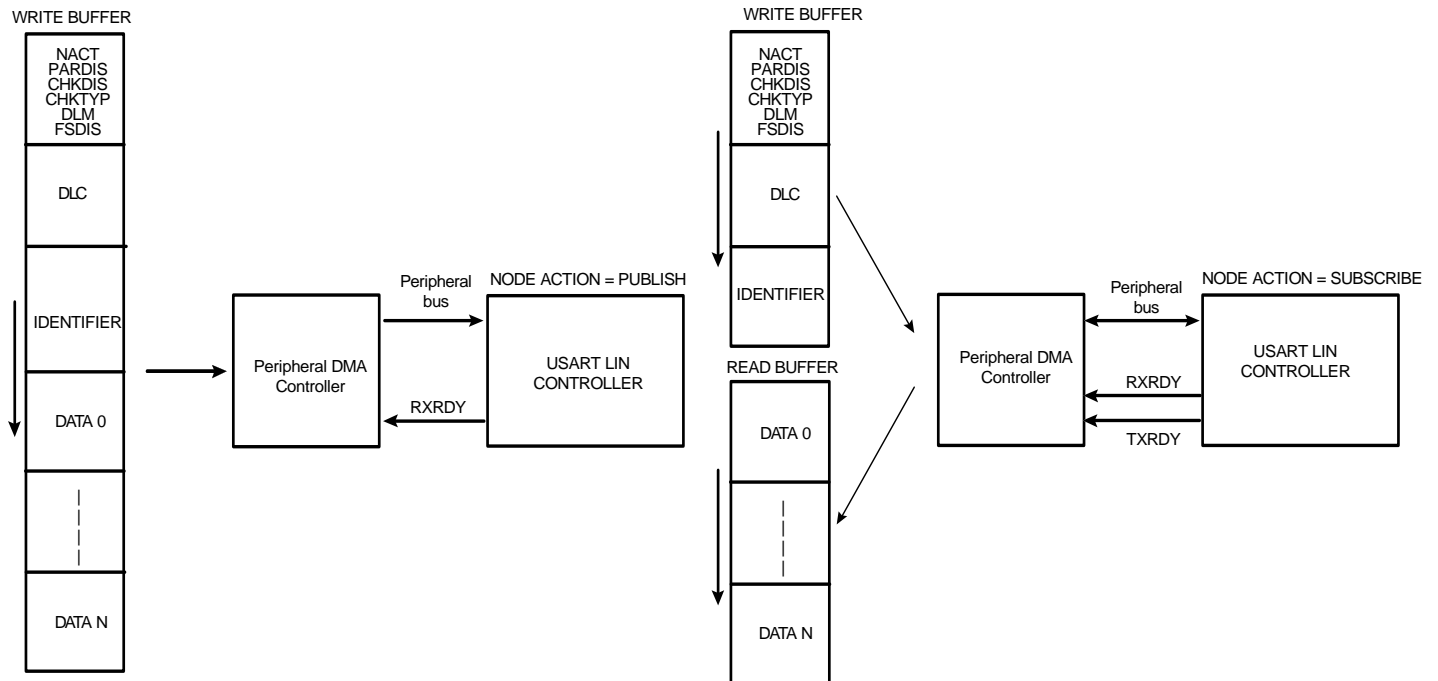 WRITE BUFFER
NACT
PARDIS
CHKDIS
CHKTYP
DLM
FSDIS
DLC
IDENTIFIER
DATA 0
DATA N
Peripheral DMA
Controller
Peripheral
bus
RXRDY
NODE ACTION = PUBLISH
USART LIN
CONTROLLER
WRITE BUFFER
NACT
PARDIS
CHKDIS
CHKTYP
DLM
FSDIS
DLC
IDENTIFIER
READ BUFFER
DATA 0
DATA N
Peripheral DMA
Controller
Peripheral
bus
RXRDY
TXRDY
NODE ACTION = SUBSCRIBE
USART LIN
CONTROLLER